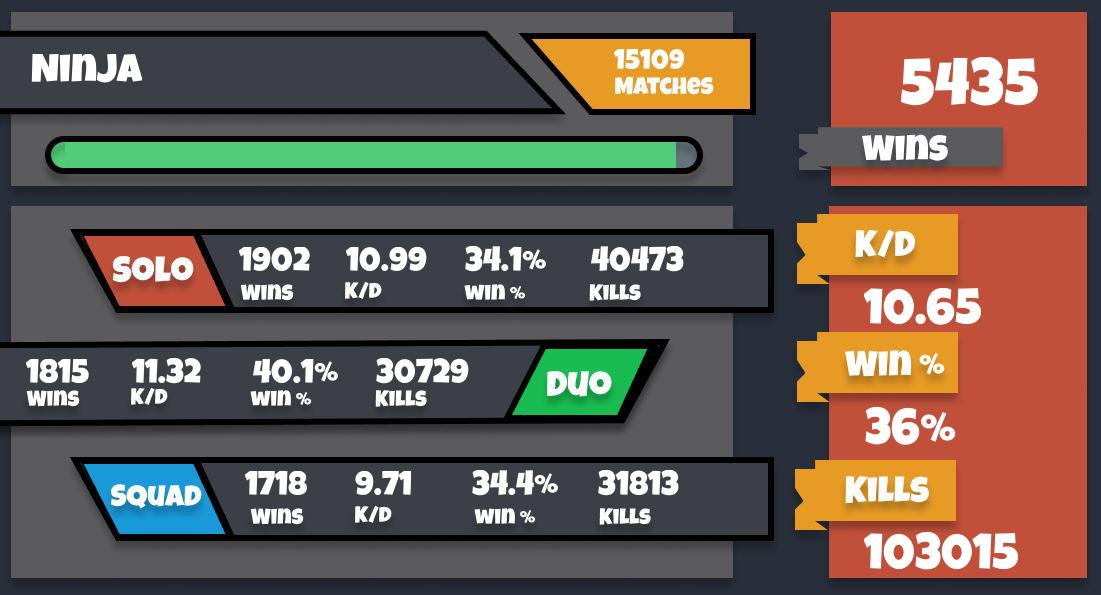 NINJA
15109
MATCHES
5435
WINS
SOLO
1902 10.99 34.1% 40473
WINS K/D WIN % KILLS
1815 11.32 40.1% 30729
WINS K/D WIN % KILLS
DUO
SQUAD
1718 9.71 34.4% 31813
WINS K/D WIN % KILLS
K/D
10.65
WIN %
36%
KILLS
103015